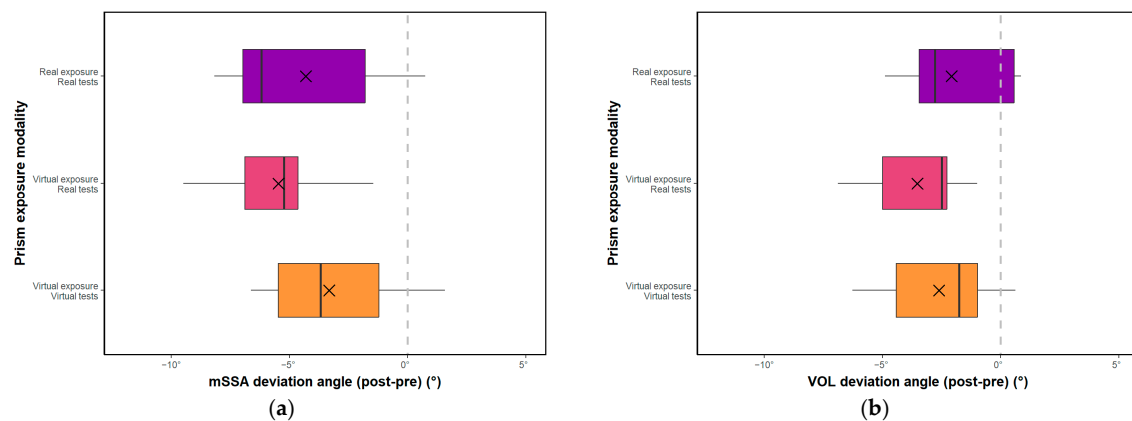 Prism exposure modality
Real exposure
Real tests
Virtual exposure
Real tests
Virtual exposure
Virtual tests
−10°
−5°
0°
5°
mSSA deviation angle (post-pre) (°)
(a)
Prism exposure modality
Real exposure
Real tests
Virtual exposure
Real tests
Virtual exposure
Virtual tests
−10°
−5°
0°
5°
VOL deviation angle (post-pre) (°)
(b)